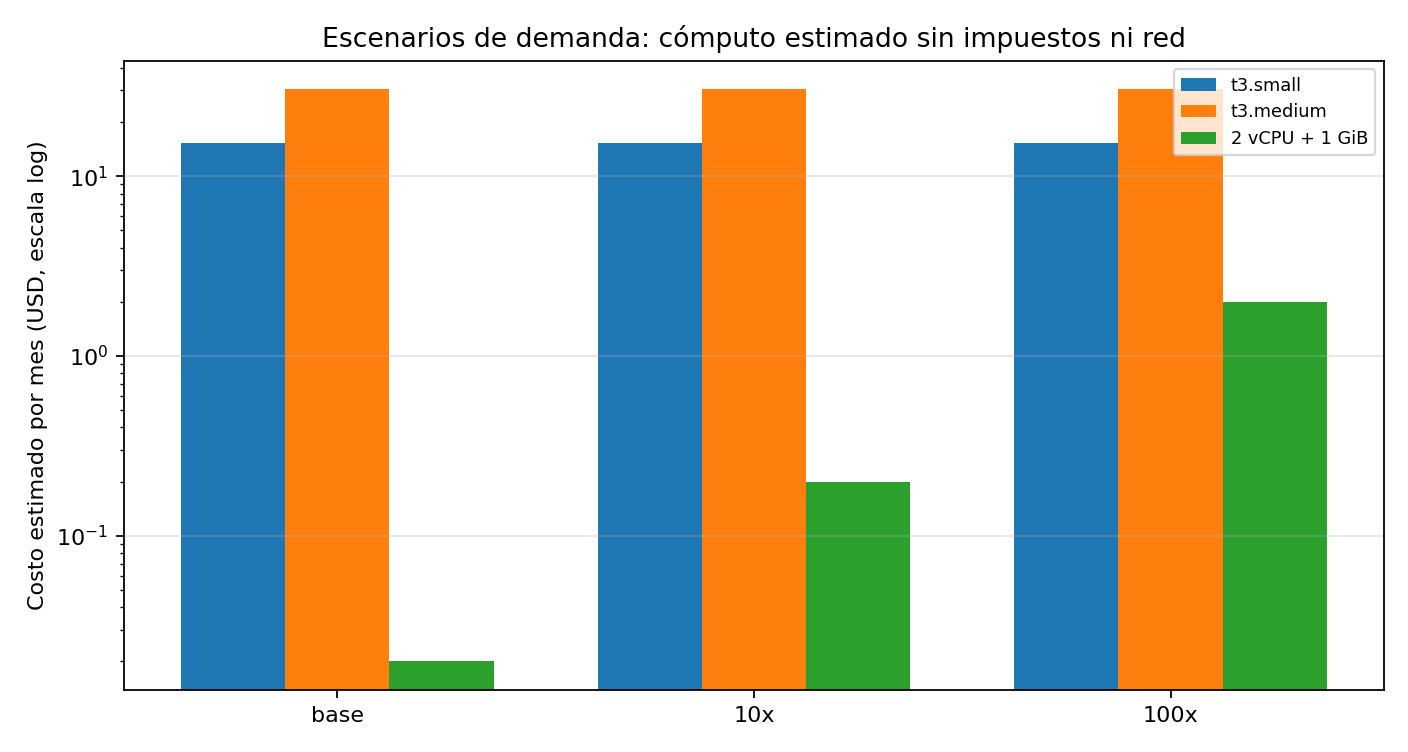 Escenarios de demanda: cómputo estimado sin impuestos ni red
t3.small
t3.medium
2 vCPU + 1 GiB
Costo estimado por mes (USD, escala log)
10¹
10⁰
10⁻¹
base
10x
100x